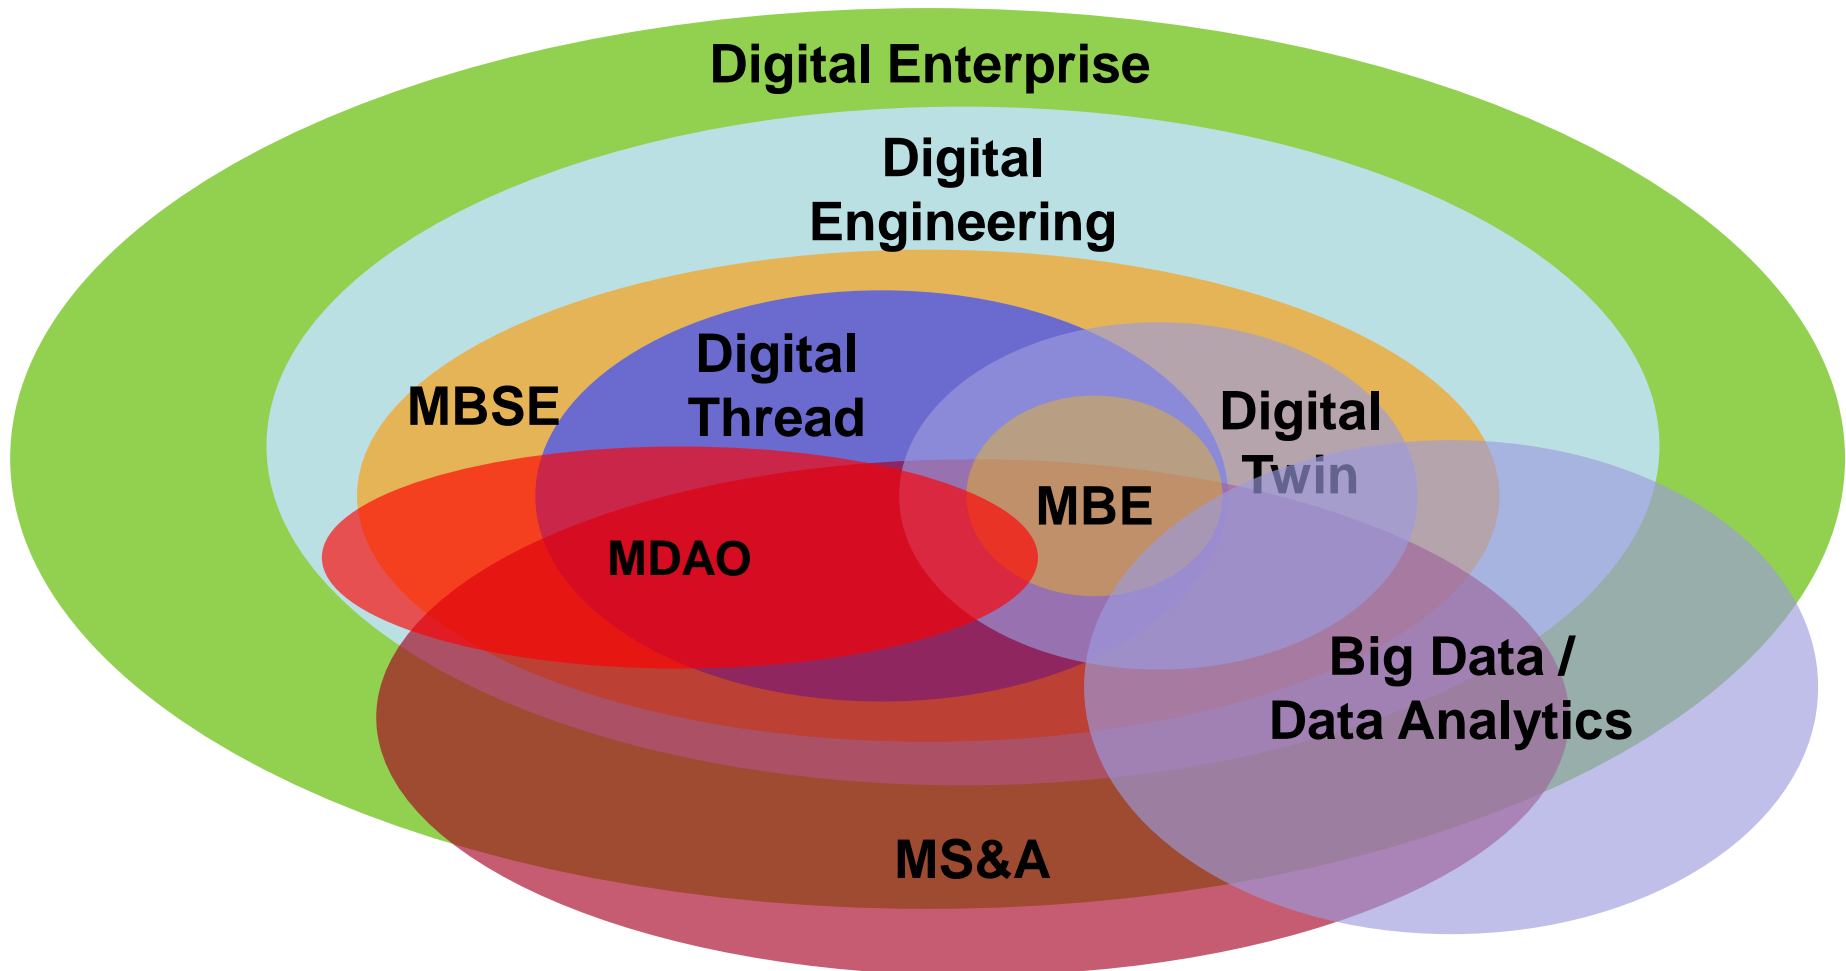 Digital Enterprise
Digital
Engineering
Digital
Thread
MBSE
Digital
Twin
MBE
MDAO
Big Data /
Data Analytics
MS&A